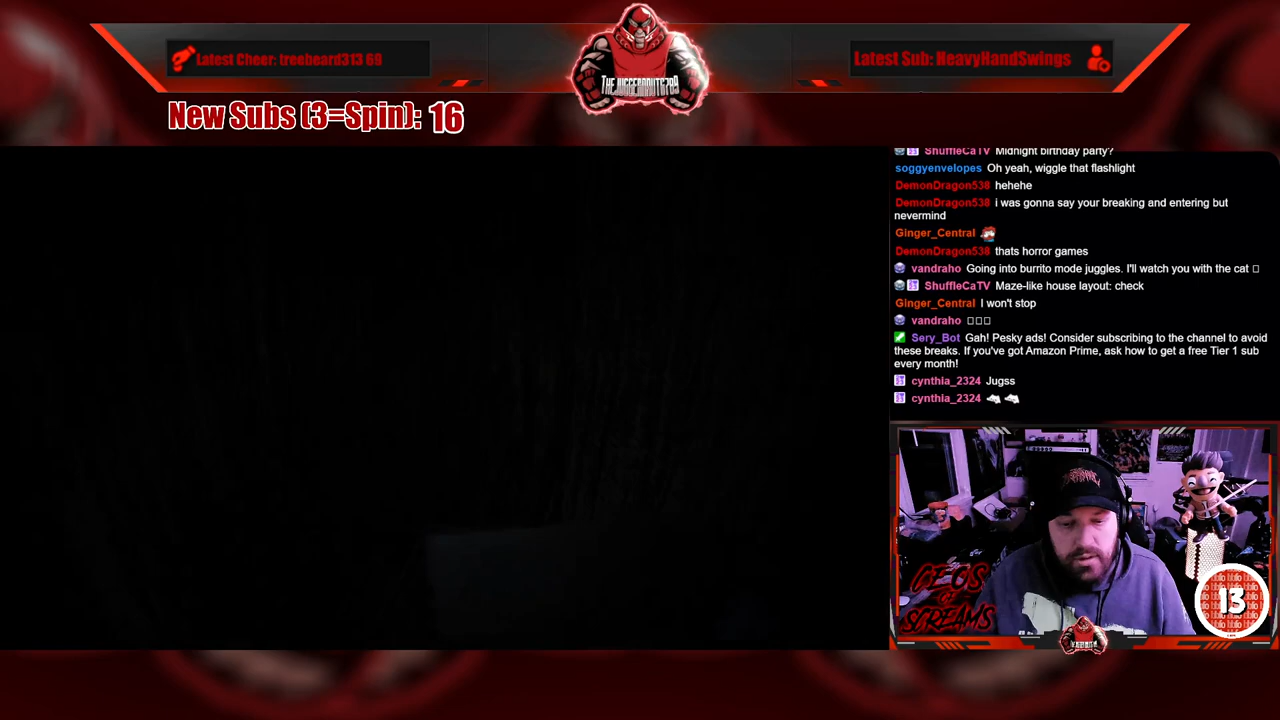 Latest Cheer: treebeard313 69
THEJUGGERNAUT6789
Latest Sub: HeavyHandSwings
New Subs (3=Spin): 16
ShuffleCaTV Midnight birthday party?
soggyenvelopes Oh yeah, wiggle that flashlight
DemonDragon538 hehehe
DemonDragon538 i was gonna say your breaking and entering but
nevermind
Ginger_Central
DemonDragon538 thats horror games
vandraho Going into burrito mode juggles. I'll watch you with the cat
ShuffleCaTV Maze-like house layout: check
Ginger_Central I won't stop
vandraho
Sery_Bot Gah! Pesky ads! Consider subscribing to the channel to avoid
these breaks. If you've got Amazon Prime, ask how to get a free Tier 1 sub
every month!
cynthia_2324 Jugss
cynthia_2324
GEOS
OF
SCREAMS
13